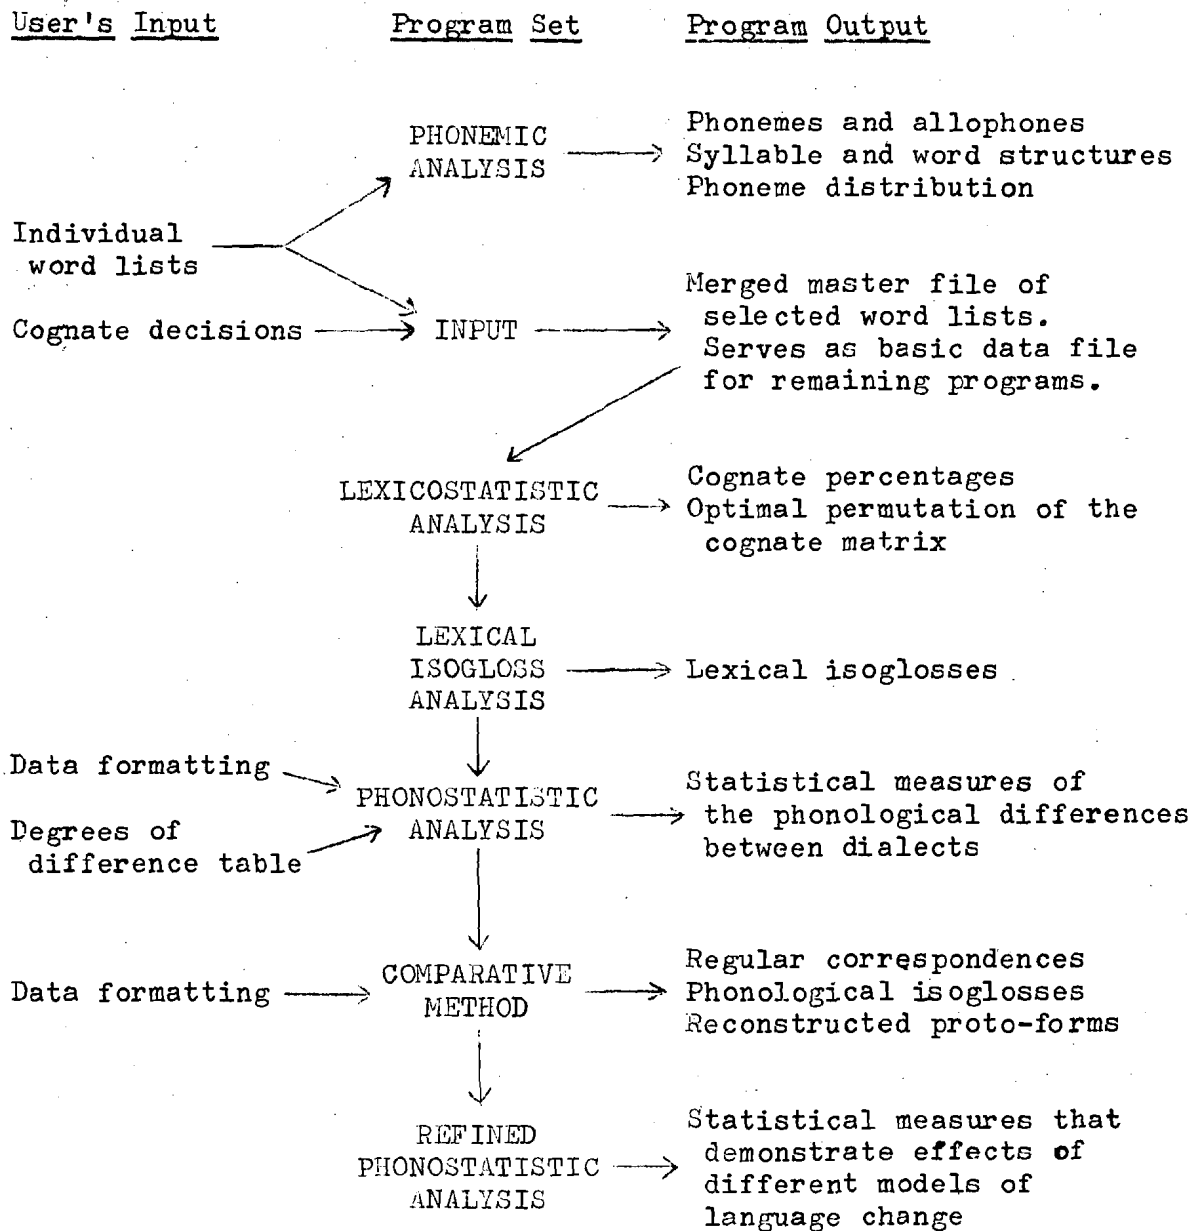 User's Input Program Set Program Output
PHONEMIC
ANALYSIS
Phonemes and allophones
Syllable and word structures
Phoneme distribution
Individual
word lists
Cognate decisions
INPUT
Merged master file of
selected word lists.
Serves as basic data file
for remaining programs.
LEXICOSTATISTIC
ANALYSIS
Cognate percentages
Optimal permutation of the
cognate matrix
LEXICAL
ISOGLOSS
ANALYSIS
Lexical isoglosses
Data formatting
Degrees of
difference table
PHONOSTATISTIC
ANALYSIS
Statistical measures of
the phonological differences
between dialects
Data formatting
COMPARATIVE
METHOD
Regular correspondences
Phonological isoglosses
Reconstructed proto-forms
REFINED
PHONOSTATISTIC
ANALYSIS
Statistical measures that
demonstrate effects of
different models of
language change